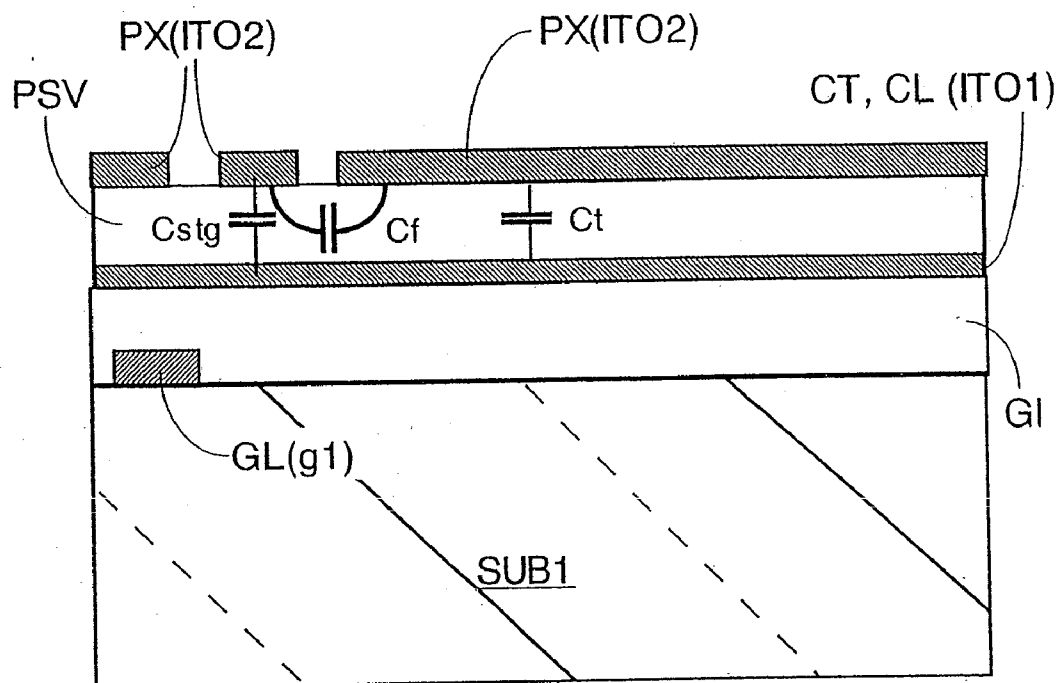 PX(ITO2)
PX(ITO2)
PSV
CT, CL (ITO1)
Cstg
Cf
Ct
GI
GL(g1)
SUB1